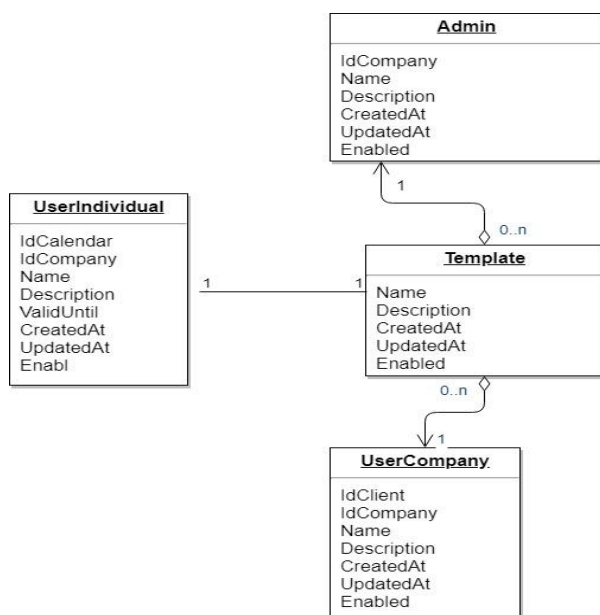 Admin
IdCompany
Name
Description
CreatedAt
UpdatedAt
Enabled
1
0..n
UserIndividual
IdCalendar
IdCompany
Name
Description
ValidUntil
CreatedAt
UpdatedAt
Enabl
1
1
Template
Name
Description
CreatedAt
UpdatedAt
Enabled
0..n
1
UserCompany
IdClient
IdCompany
Name
Description
CreatedAt
UpdatedAt
Enabled